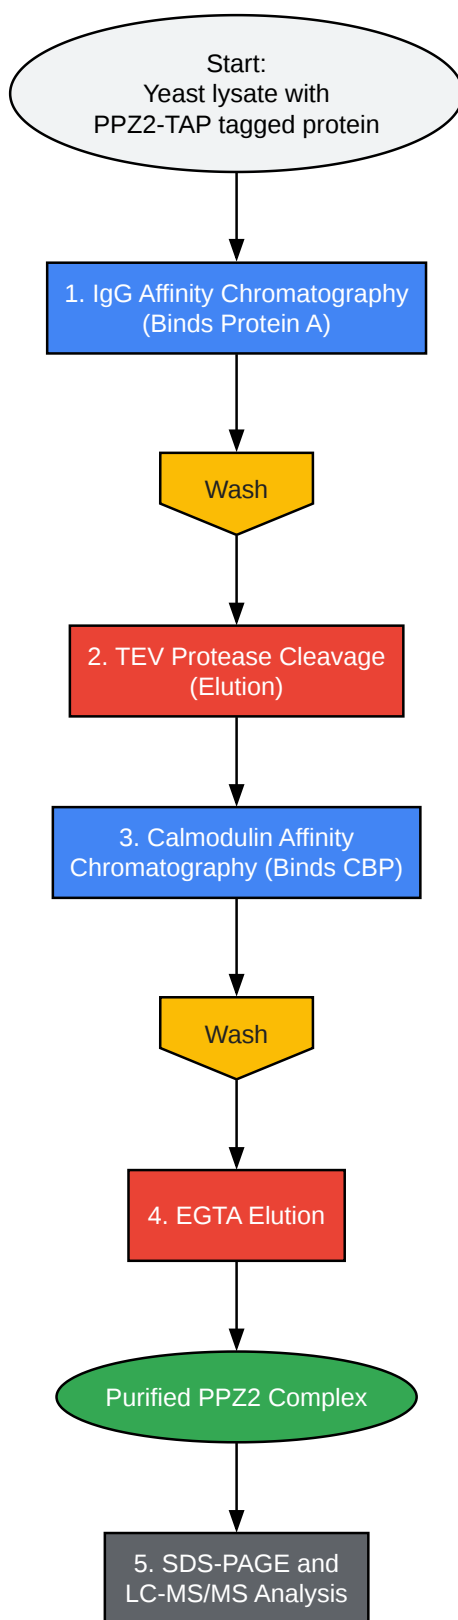 Start:
Yeast lysate with
PPZ2-TAP tagged protein
1. IgG Affinity Chromatography
(Binds Protein A)
Wash
2. TEV Protease Cleavage
(Elution)
3. Calmodulin Affinity
Chromatography (Binds CBP)
Wash
4. EGTA Elution
Purified PPZ2 Complex
5. SDS-PAGE and
LC-MS/MS Analysis